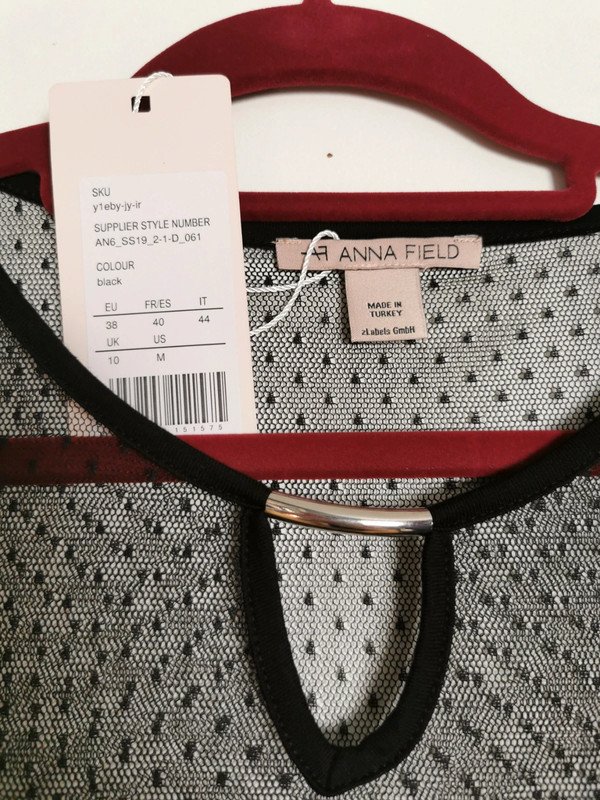 SKU
y1eby-jy-ir
SUPPLIER STYLE NUMBER
AN6_SS19_2-1-D_061
COLOUR
black
EU FR/ES IT
38 40 44
UK US
10 M
151575
ANNA FIELD
MADE IN
TURKEY
zLabels GmbH